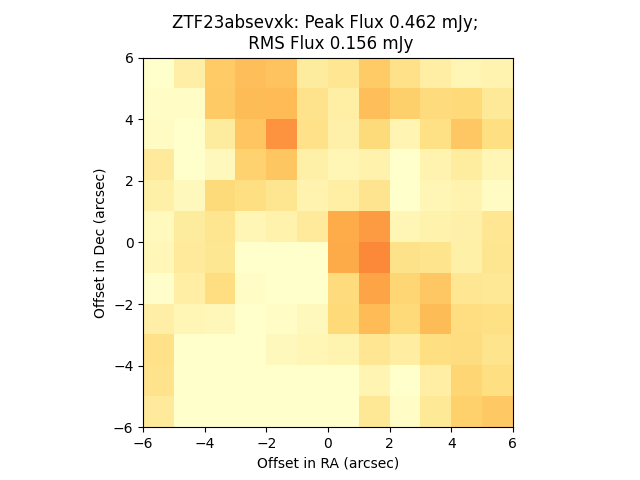 ZTF23absevxk: Peak Flux 0.462 mJy;
RMS Flux 0.156 mJy
6
4
2
0
−2
−4
−6
Offset in Dec (arcsec)
−6 −4 −2 0 2 4 6
Offset in RA (arcsec)